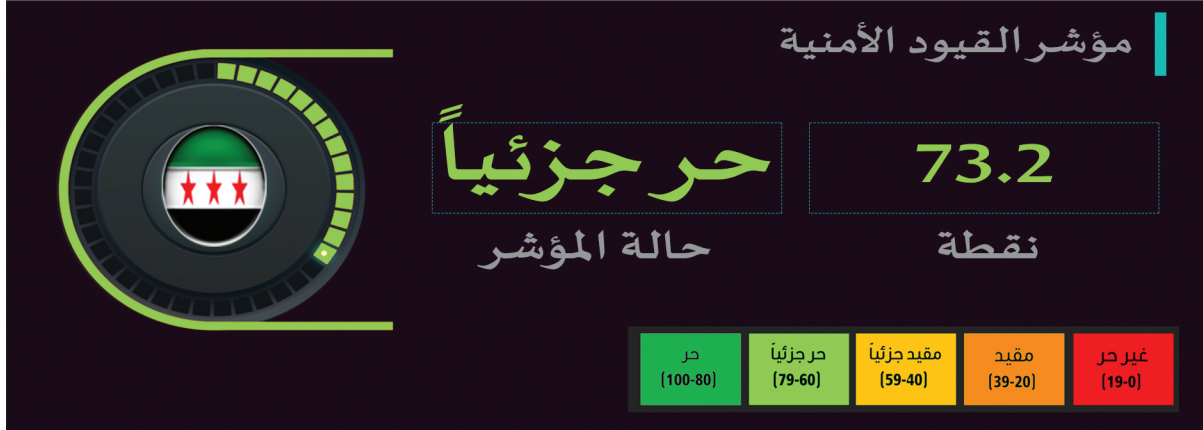 مؤشر القيود الأمنية
73.2
نقطة
حر جزئياً
حالة المؤشر
غير حر
(19-0)
مقيد
(39-20)
مقيد جزئياً
(59-40)
حر جزئياً
(79-60)
حر
(100-80)